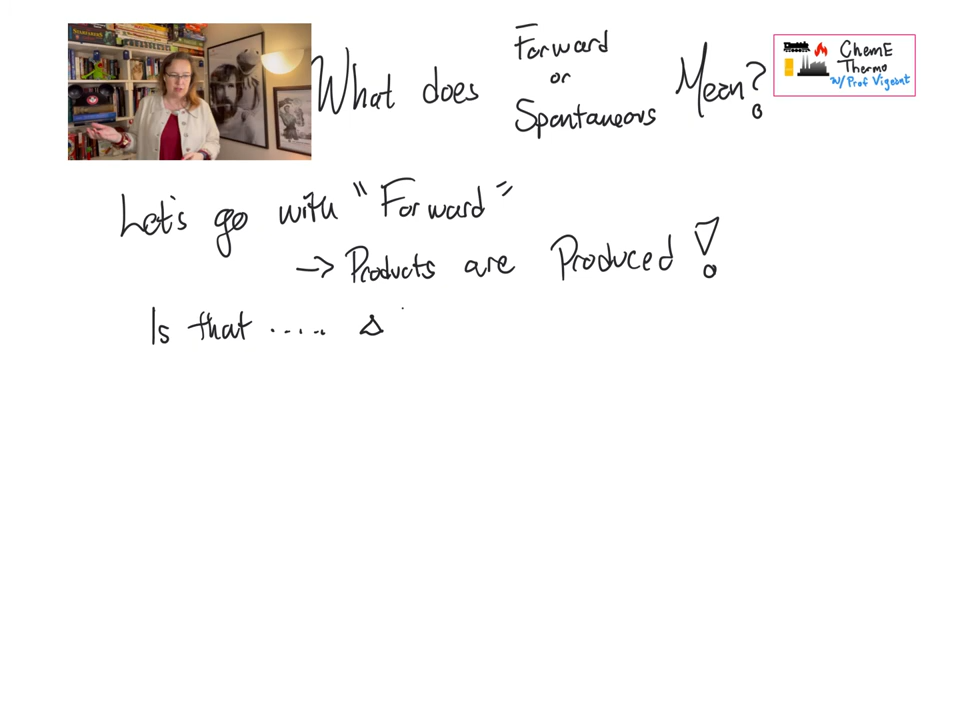 What does Forward or Spontaneous Mean?
ChemE
Thermo
w/ Prof Vigeant
Let's go with "Forward"
→ Products are Produced!
Is that ..... Δ